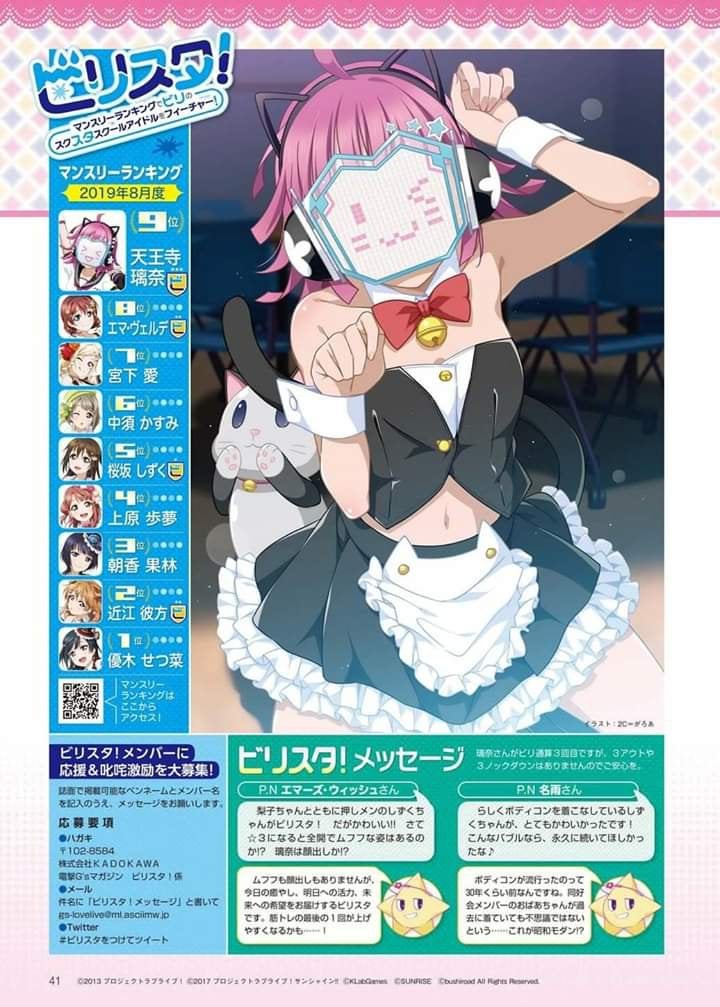 ビリスタ!
マンスリーランキングでビリの
スクスタスクールアイドルをフィーチャー!
マンスリーランキング
2019年8月度
9位
天王寺
璃奈
8位
エマ・ヴェルデ
7位
宮下 愛
6位
中須 かすみ
5位
桜坂 しずく
4位
上原 歩夢
3位
朝香 果林
2位
近江 彼方
1位
優木 せつ菜
マンスリー
ランキングは
ここから
アクセス!
イラスト:2C=がろあ
ビリスタ!メンバーに
応援&叱咤激励を大募集!
誌面で掲載可能なペンネームとメンバー名
を記入のうえ、メッセージをお願いします。
応募要項
●ハガキ
〒102-8584
株式会社KADOKAWA
電撃G'sマガジン ビリスタ!係
●メール
件名に「ビリスタ!メッセージ」と書いて
gs-lovelive@ml.asciimw.jp
●Twitter
#ビリスタをつけてツイート
ビリスタ!メッセージ
璃奈さんがビリ通算3回目ですが、3アウトや
3ノックダウンはありませんのでご安心を。
P.N エマーズ・ウィッシュさん
梨子ちゃんとともに押しメンのしずくち
ゃんがビリスタ! だがかわいい!! さて
☆3になると全開でムフフな姿はあるの
か!? 璃奈は顔出しか!?
ムフフも顔出しもありませんが、
今日の癒やし、明日への活力、未
来への希望をお届けするビリスタ
です。筋トレの最後の1回が上げ
やすくなるかも……!
P.N 名雨さん
らしくボディコンを着こなしているしず
くちゃんが、とてもかわいかったです!
こんなバブルなら、永久に続いてほしかっ
たな♪
ボディコンが流行ったのって
30年くらい前なんですね。同好
会メンバーのおばあちゃんが過
去に着ていても不思議ではない
という……これが昭和モダン!?
41 ©2013 プロジェクトラブライブ! ©2017 プロジェクトラブライブ!サンシャイン!! ©KLabGames ©SUNRISE ©bushiroad All Rights Reserved.